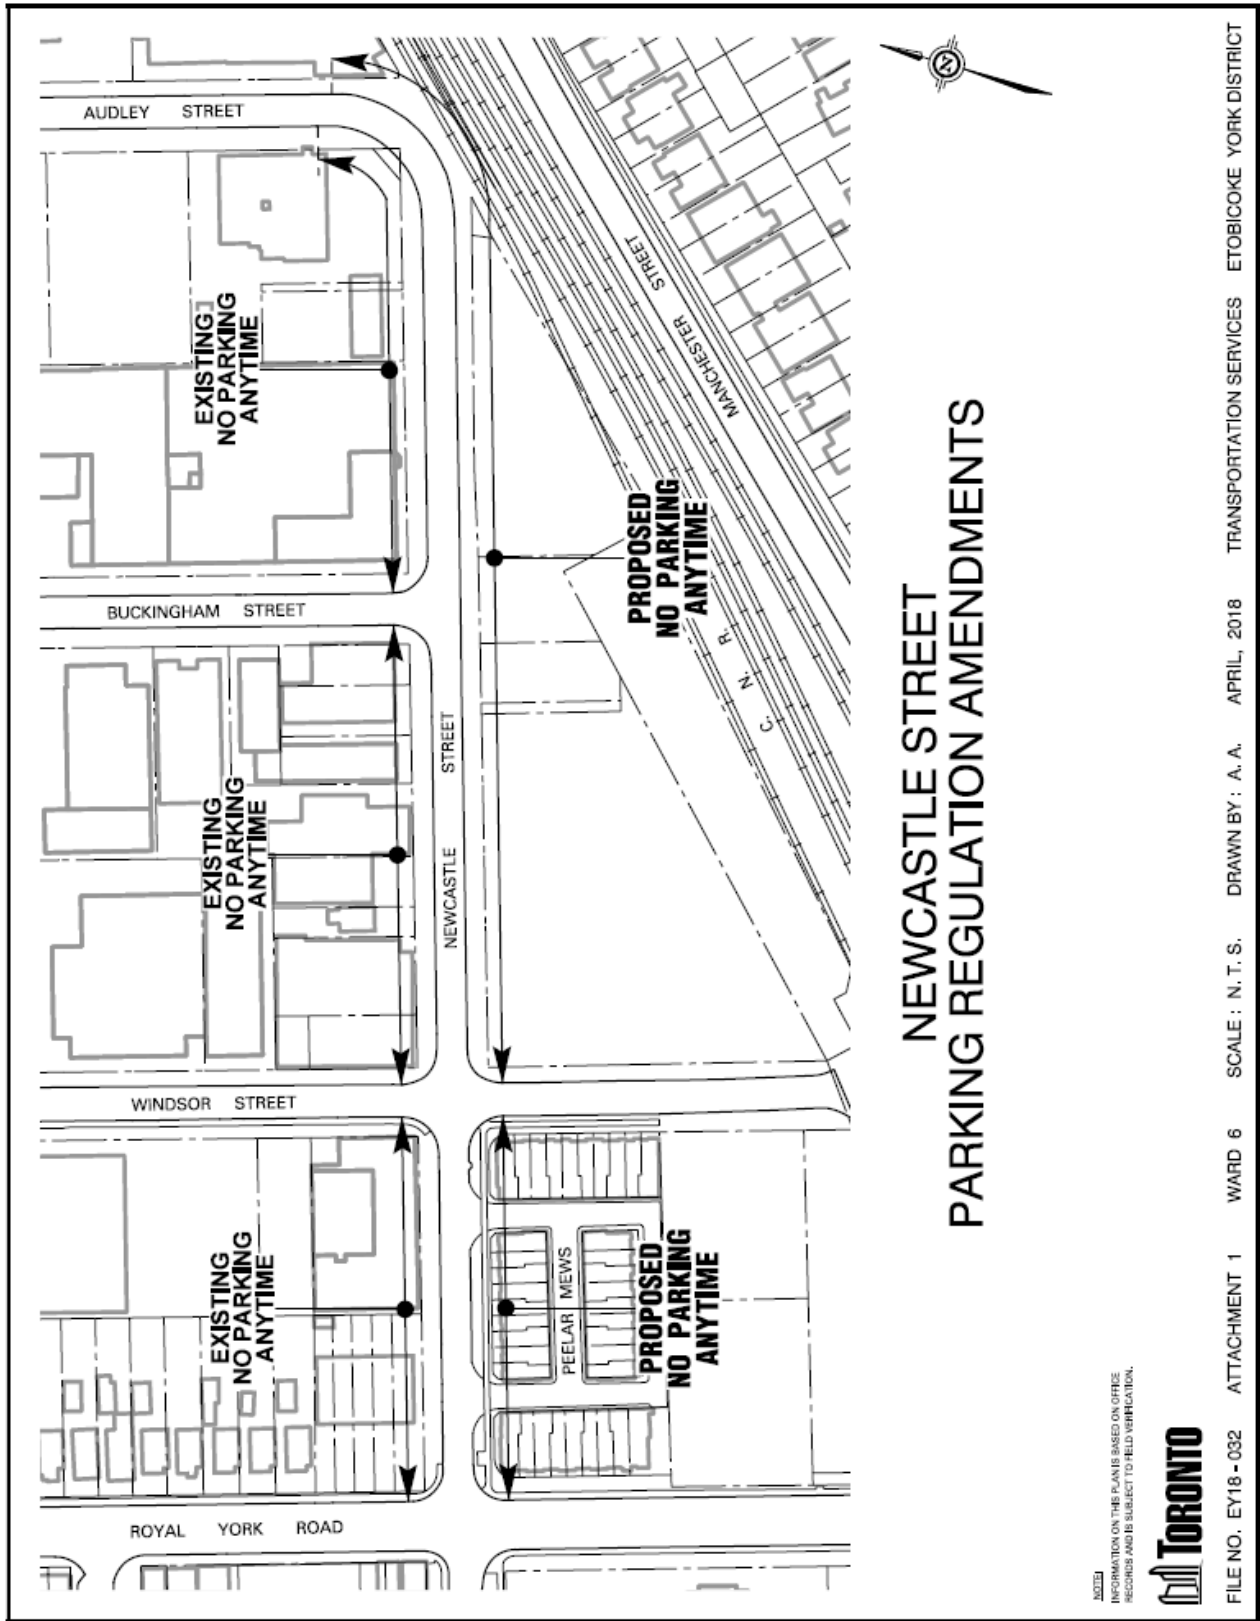 AUDLEY STREET
EXISTING
NO PARKING
ANYTIME
MANCHESTER STREET
PROPOSED
NO PARKING
ANYTIME
C. N. R.
BUCKINGHAM STREET
EXISTING
NO PARKING
ANYTIME
NEWCASTLE STREET
WINDSOR STREET
EXISTING
NO PARKING
ANYTIME
PEELAR MEWS
PROPOSED
NO PARKING
ANYTIME
ROYAL YORK ROAD
N
NEWCASTLE STREET
PARKING REGULATION AMENDMENTS
NOTE:
INFORMATION ON THIS PLAN IS BASED ON OFFICE
RECORDS AND IS SUBJECT TO FIELD VERIFICATION.
TORONTO
FILE NO. EY18-032 ATTACHMENT 1 WARD 6 SCALE : N. T. S. DRAWN BY : A. A. APRIL, 2018 TRANSPORTATION SERVICES ETOBICOKE YORK DISTRICT